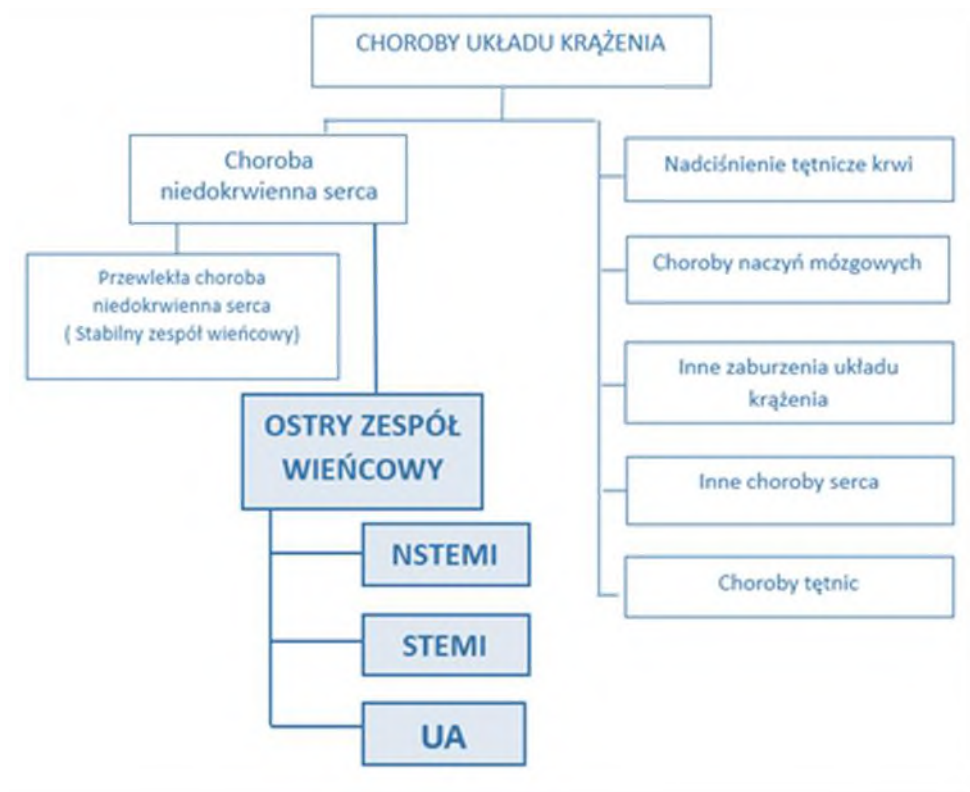 CHOROBY UKŁADU KRĄŻENIA
Choroba
niedokrwienna serca
Przewlekła choroba
niedokrwienna serca
( Stabilny zespół wieńcowy)
OSTRY ZESPÓŁ
WIEŃCOWY
NSTEMI
STEMI
UA
Nadciśnienie tętnicze krwi
Choroby naczyń mózgowych
Inne zaburzenia układu
krążenia
Inne choroby serca
Choroby tętnic